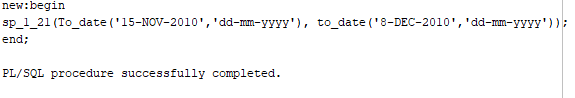 new:begin
sp_1_21(To_date('15-NOV-2010','dd-mm-yyyy'), to_date('8-DEC-2010','dd-mm-yyyy'));
end;
PL/SQL procedure successfully completed.